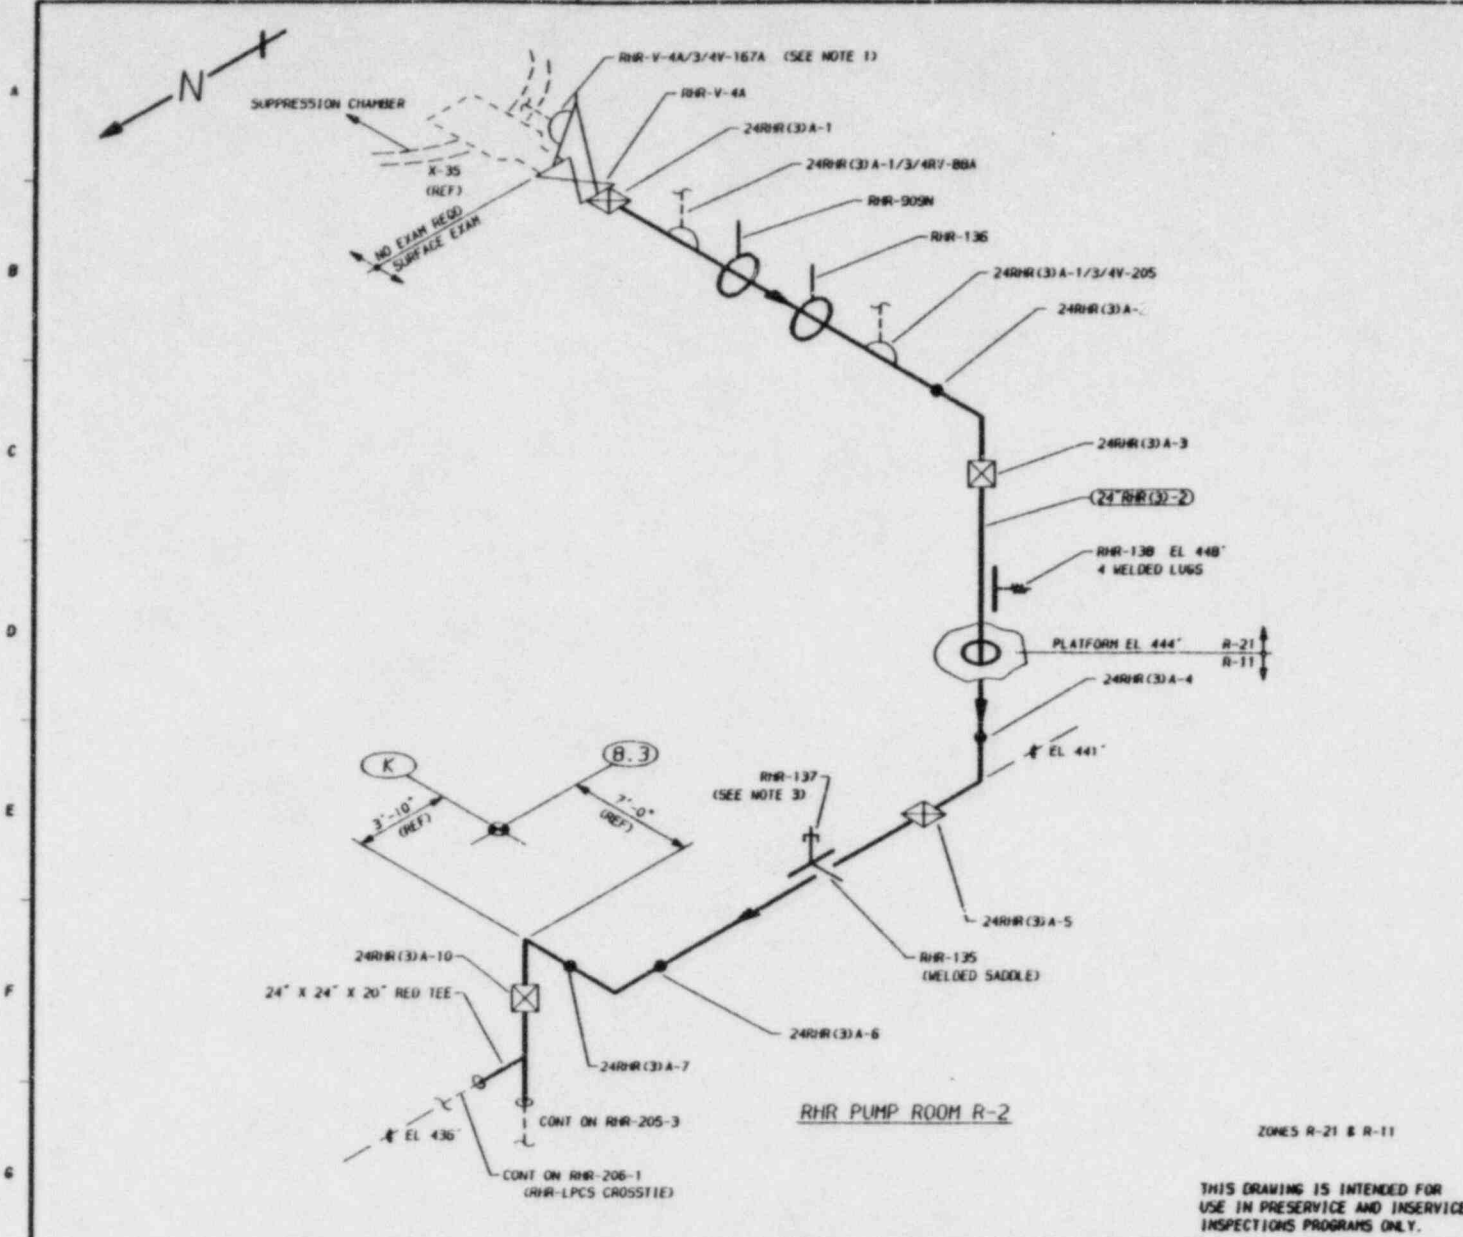 A
B
C
D
E
F
G
N
SUPPRESSION CHAMBER
X-35
(REF)
NO EXAM REQD
SURFACE EXAM
RHR-V-4A/3/4V-167A (SEE NOTE 1)
RHR-V-4A
24RHR(3)A-1
24RHR(3)A-1/3/4RV-88A
RHR-909N
RHR-136
24RHR(3)A-1/3/4V-205
24RHR(3)A-
24RHR(3)A-3
24"RHR(3)-2
RHR-138 EL 448'
4 WELDED LUGS
PLATFORM EL 444'
R-21
R-11
24RHR(3)A-4
℄ EL 441'
K
8.3
3'-10"
(REF)
7'-0"
(REF)
RHR-137
(SEE NOTE 3)
24RHR(3)A-5
RHR-135
(WELDED SADDLE)
24RHR(3)A-10
24" X 24" X 20" RED TEE
24RHR(3)A-6
24RHR(3)A-7
CONT ON RHR-205-3
℄ EL 436'
CONT ON RHR-206-1
(RHR-LPCS CROSSTIE)
RHR PUMP ROOM R-2
ZONES R-21 & R-11
THIS DRAWING IS INTENDED FOR
USE IN PRESERVICE AND INSERVICE
INSPECTIONS PROGRAMS ONLY.